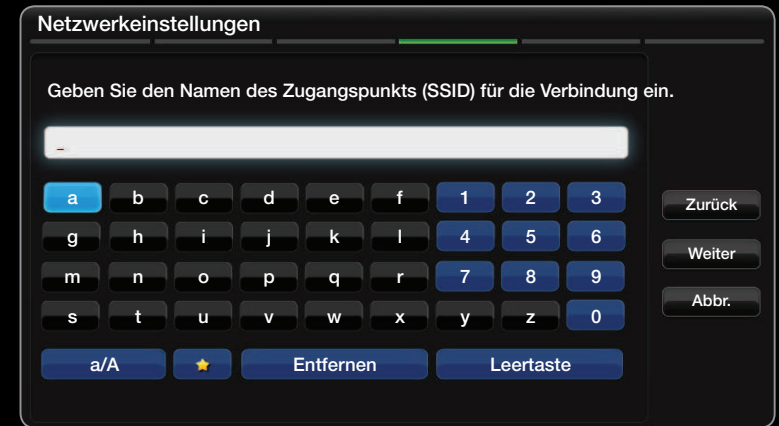 Netzwerkeinstellungen
Geben Sie den Namen des Zugangspunkts (SSID) für die Verbindung ein.
_
a b c d e f 1 2 3
g h i j k l 4 5 6
m n o p q r 7 8 9
s t u v w x y z 0
a/A Entfernen Leertaste
Zurück
Weiter
Abbr.